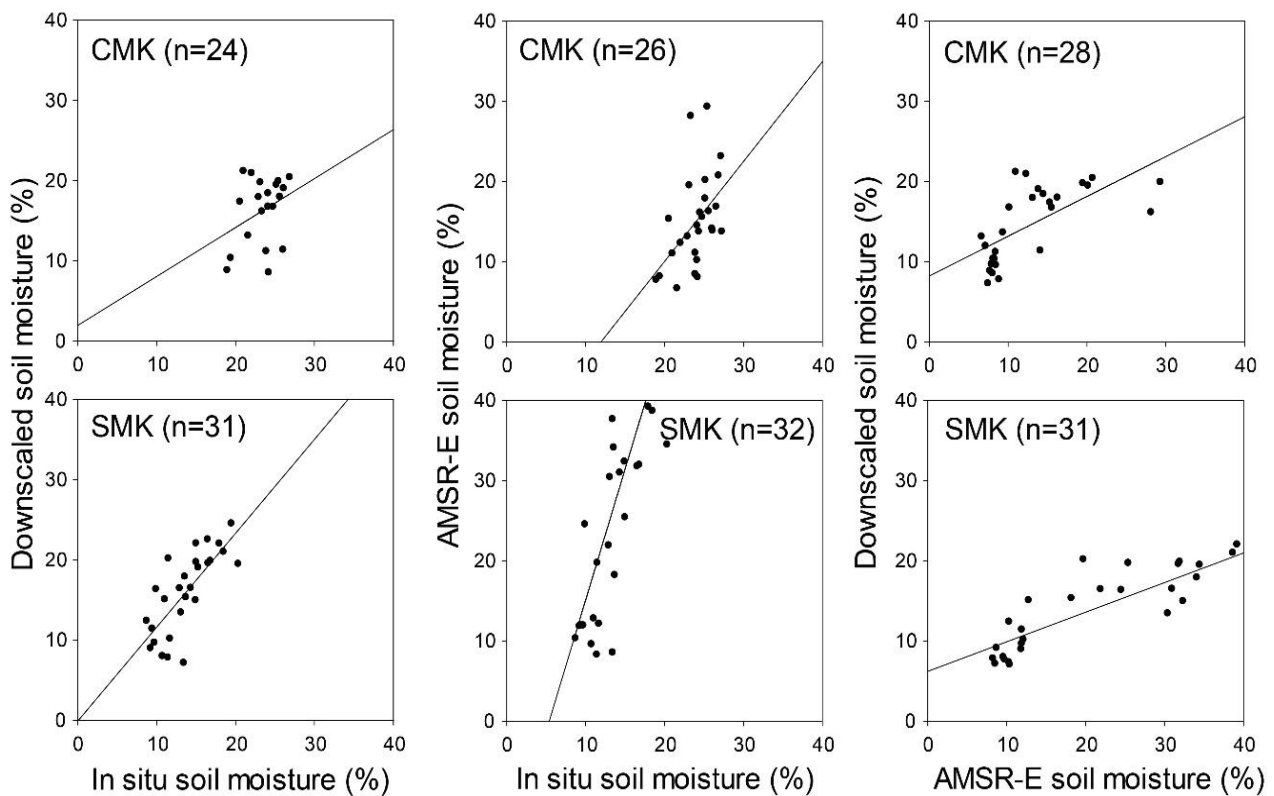 40
30
20
10
0
CMK (n=24)
0 10 20 30 40
Downscaled soil moisture (%)
40
30
20
10
0
SMK (n=31)
0 10 20 30 40
In situ soil moisture (%)
40
30
20
10
0
CMK (n=26)
0 10 20 30 40
AMSR-E soil moisture (%)
40
30
20
10
0
SMK (n=32)
0 10 20 30 40
In situ soil moisture (%)
40
30
20
10
0
CMK (n=28)
0 10 20 30 40
Downscaled soil moisture (%)
40
30
20
10
0
SMK (n=31)
0 10 20 30 40
AMSR-E soil moisture (%)